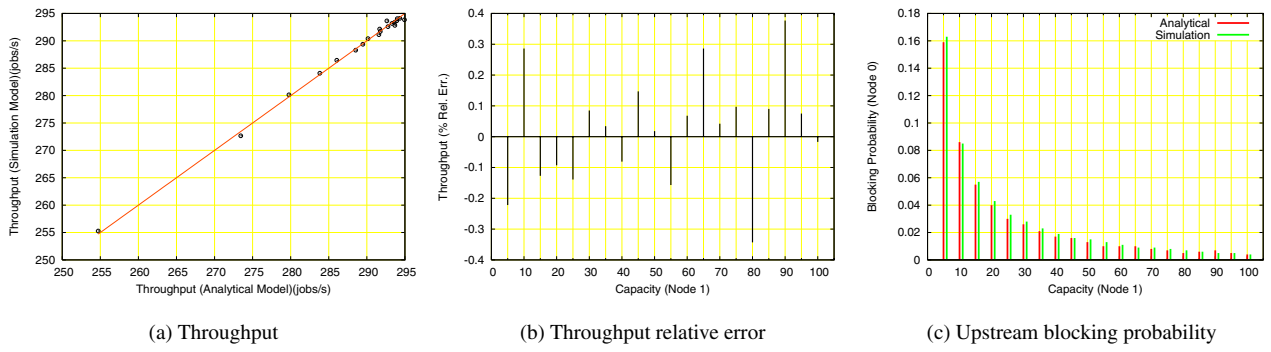 295
290
285
280
275
270
265
260
255
250
250 255 260 265 270 275 280 285 290 295
Throughput (Simulation Model)(jobs/s)
Throughput (Analytical Model)(jobs/s)
(a) Throughput
0.4
0.3
0.2
0.1
0
-0.1
-0.2
-0.3
-0.4
0 10 20 30 40 50 60 70 80 90 100
Throughput (% Rel. Err.)
Capacity (Node 1)
(b) Throughput relative error
0.18
0.16
0.14
0.12
0.1
0.08
0.06
0.04
0.02
0
0 10 20 30 40 50 60 70 80 90 100
Blocking Probability (Node 0)
Capacity (Node 1)
Analytical
Simulation
(c) Upstream blocking probability